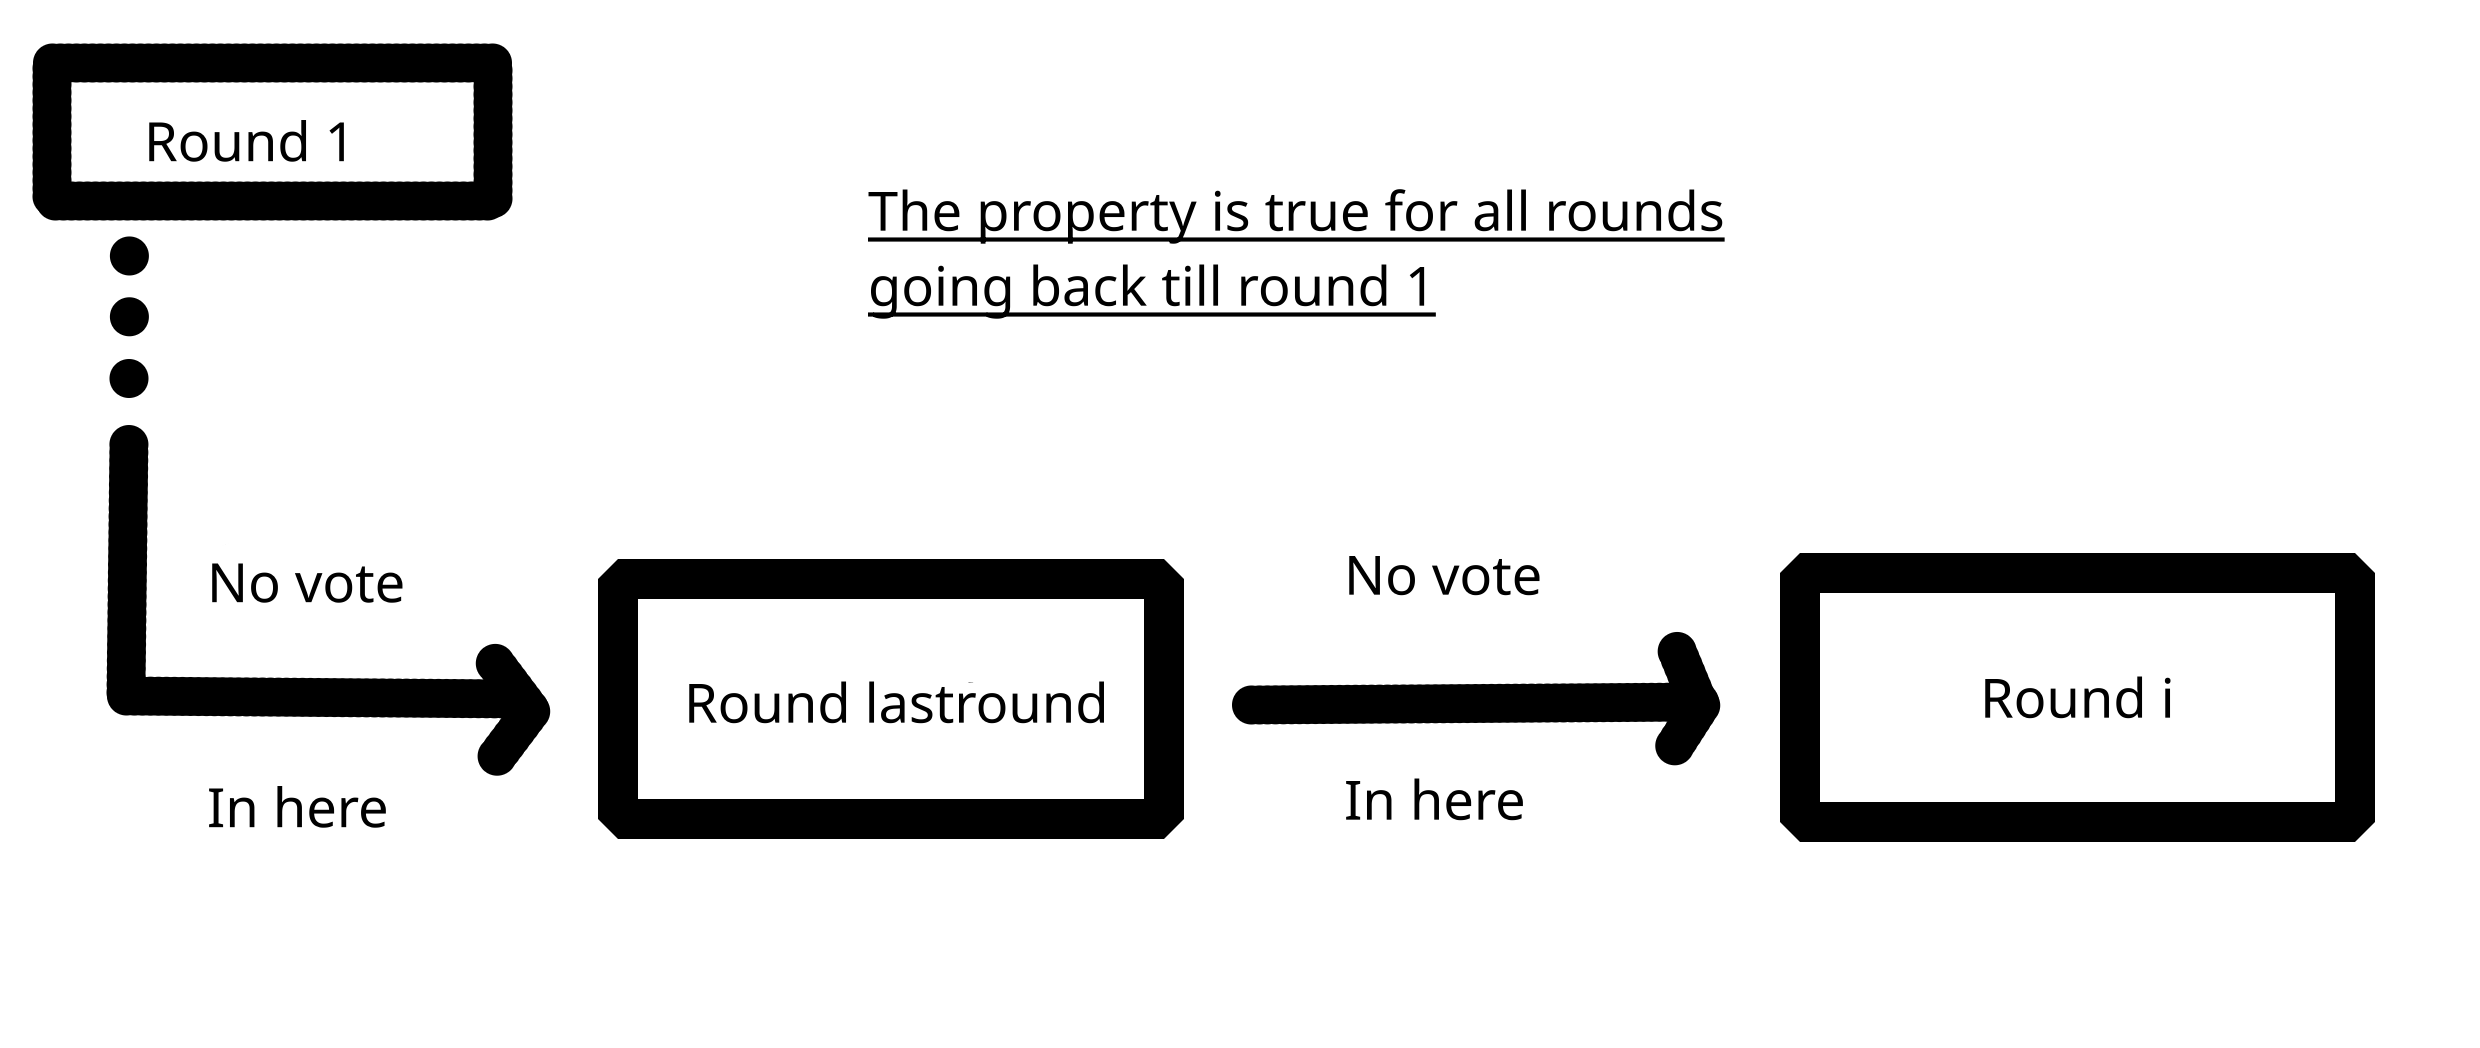 Round 1
The property is true for all rounds
going back till round 1
No vote
In here
Round lastround
No vote
In here
Round i